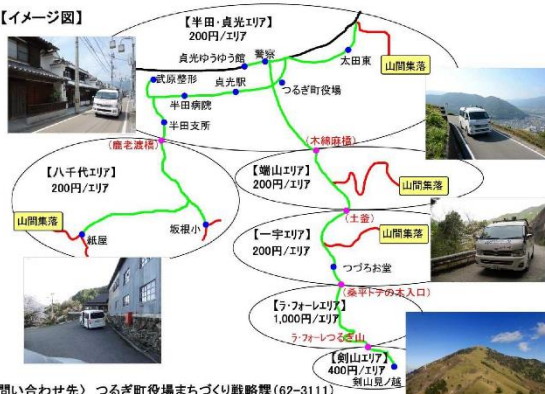 【イメージ図】
【半田・貞光エリア】
200円/エリア
貞光ゆうゆう館
警察
太田東
山間集落
武原整形
貞光駅
つるぎ町役場
半田病院
半田支所
(木綿麻橋)
【八千代エリア】
200円/エリア
【端山エリア】
200円/エリア
山間集落
山間集落
紙屋
坂根小
(土釜)
【一宇エリア】
200円/エリア
山間集落
つづろお堂
(桑平トチの木入口)
【ラ・フォーレエリア】
1,000円/エリア
ラ・フォーレつるぎ山
【剣山エリア】
400円/エリア
剣山見ノ越
問い合わせ先) つるぎ町役場まちづくり戦略課(62-3111)